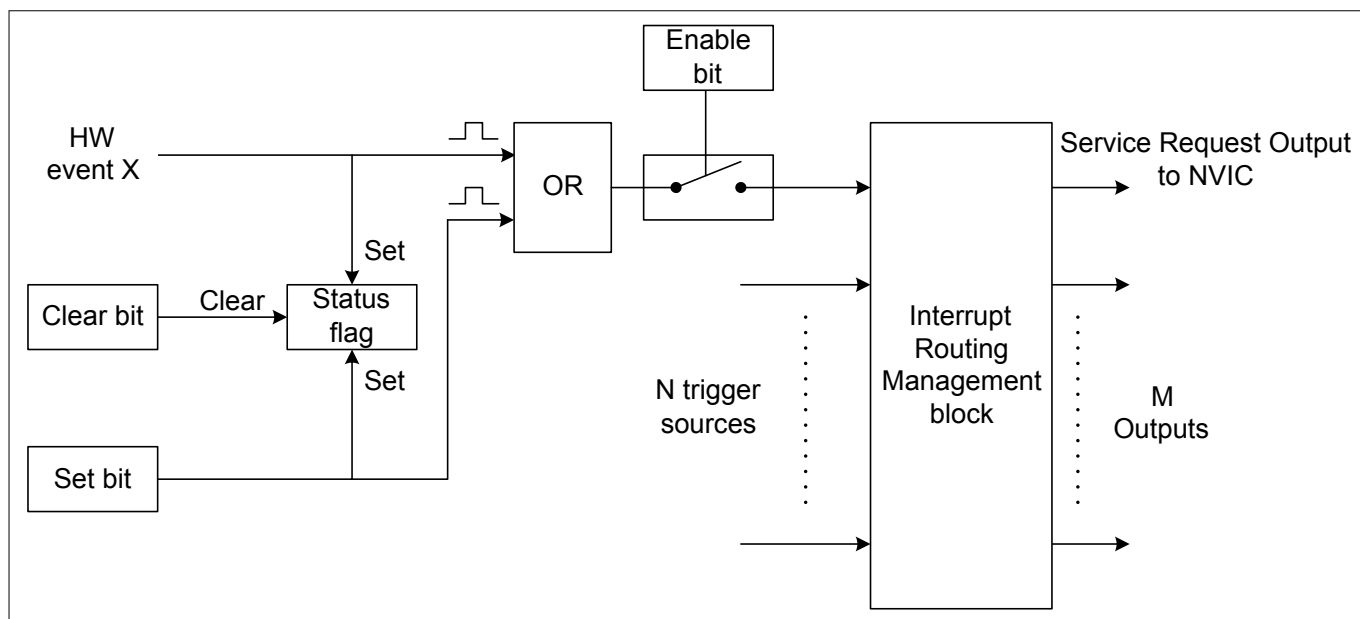 Enable
bit
HW
event X
OR
Service Request Output
to NVIC
Set
Clear bit
Clear
Status
flag
Set
Set bit
N trigger
sources
Interrupt
Routing
Management
block
M
Outputs